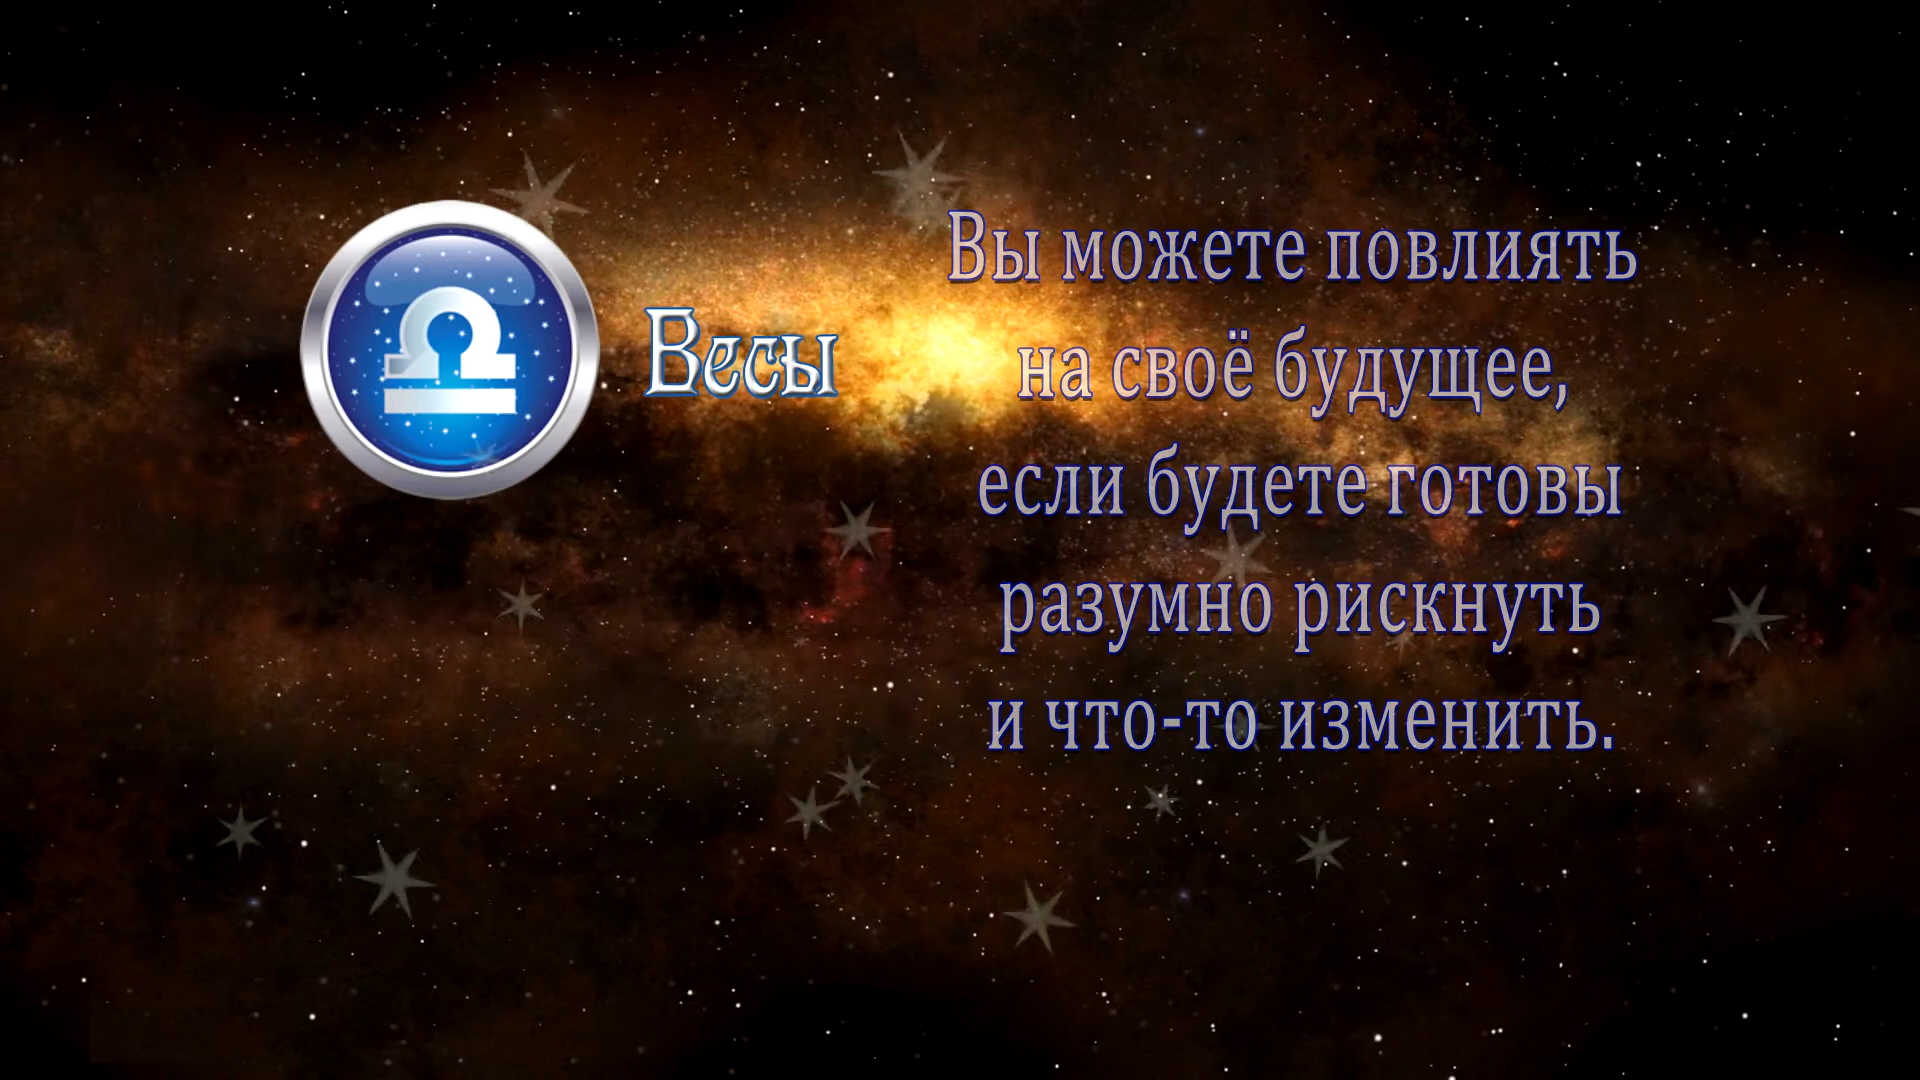 Весы
Вы можете повлиять
на своё будущее,
если будете готовы
разумно рискнуть
и что-то изменить.